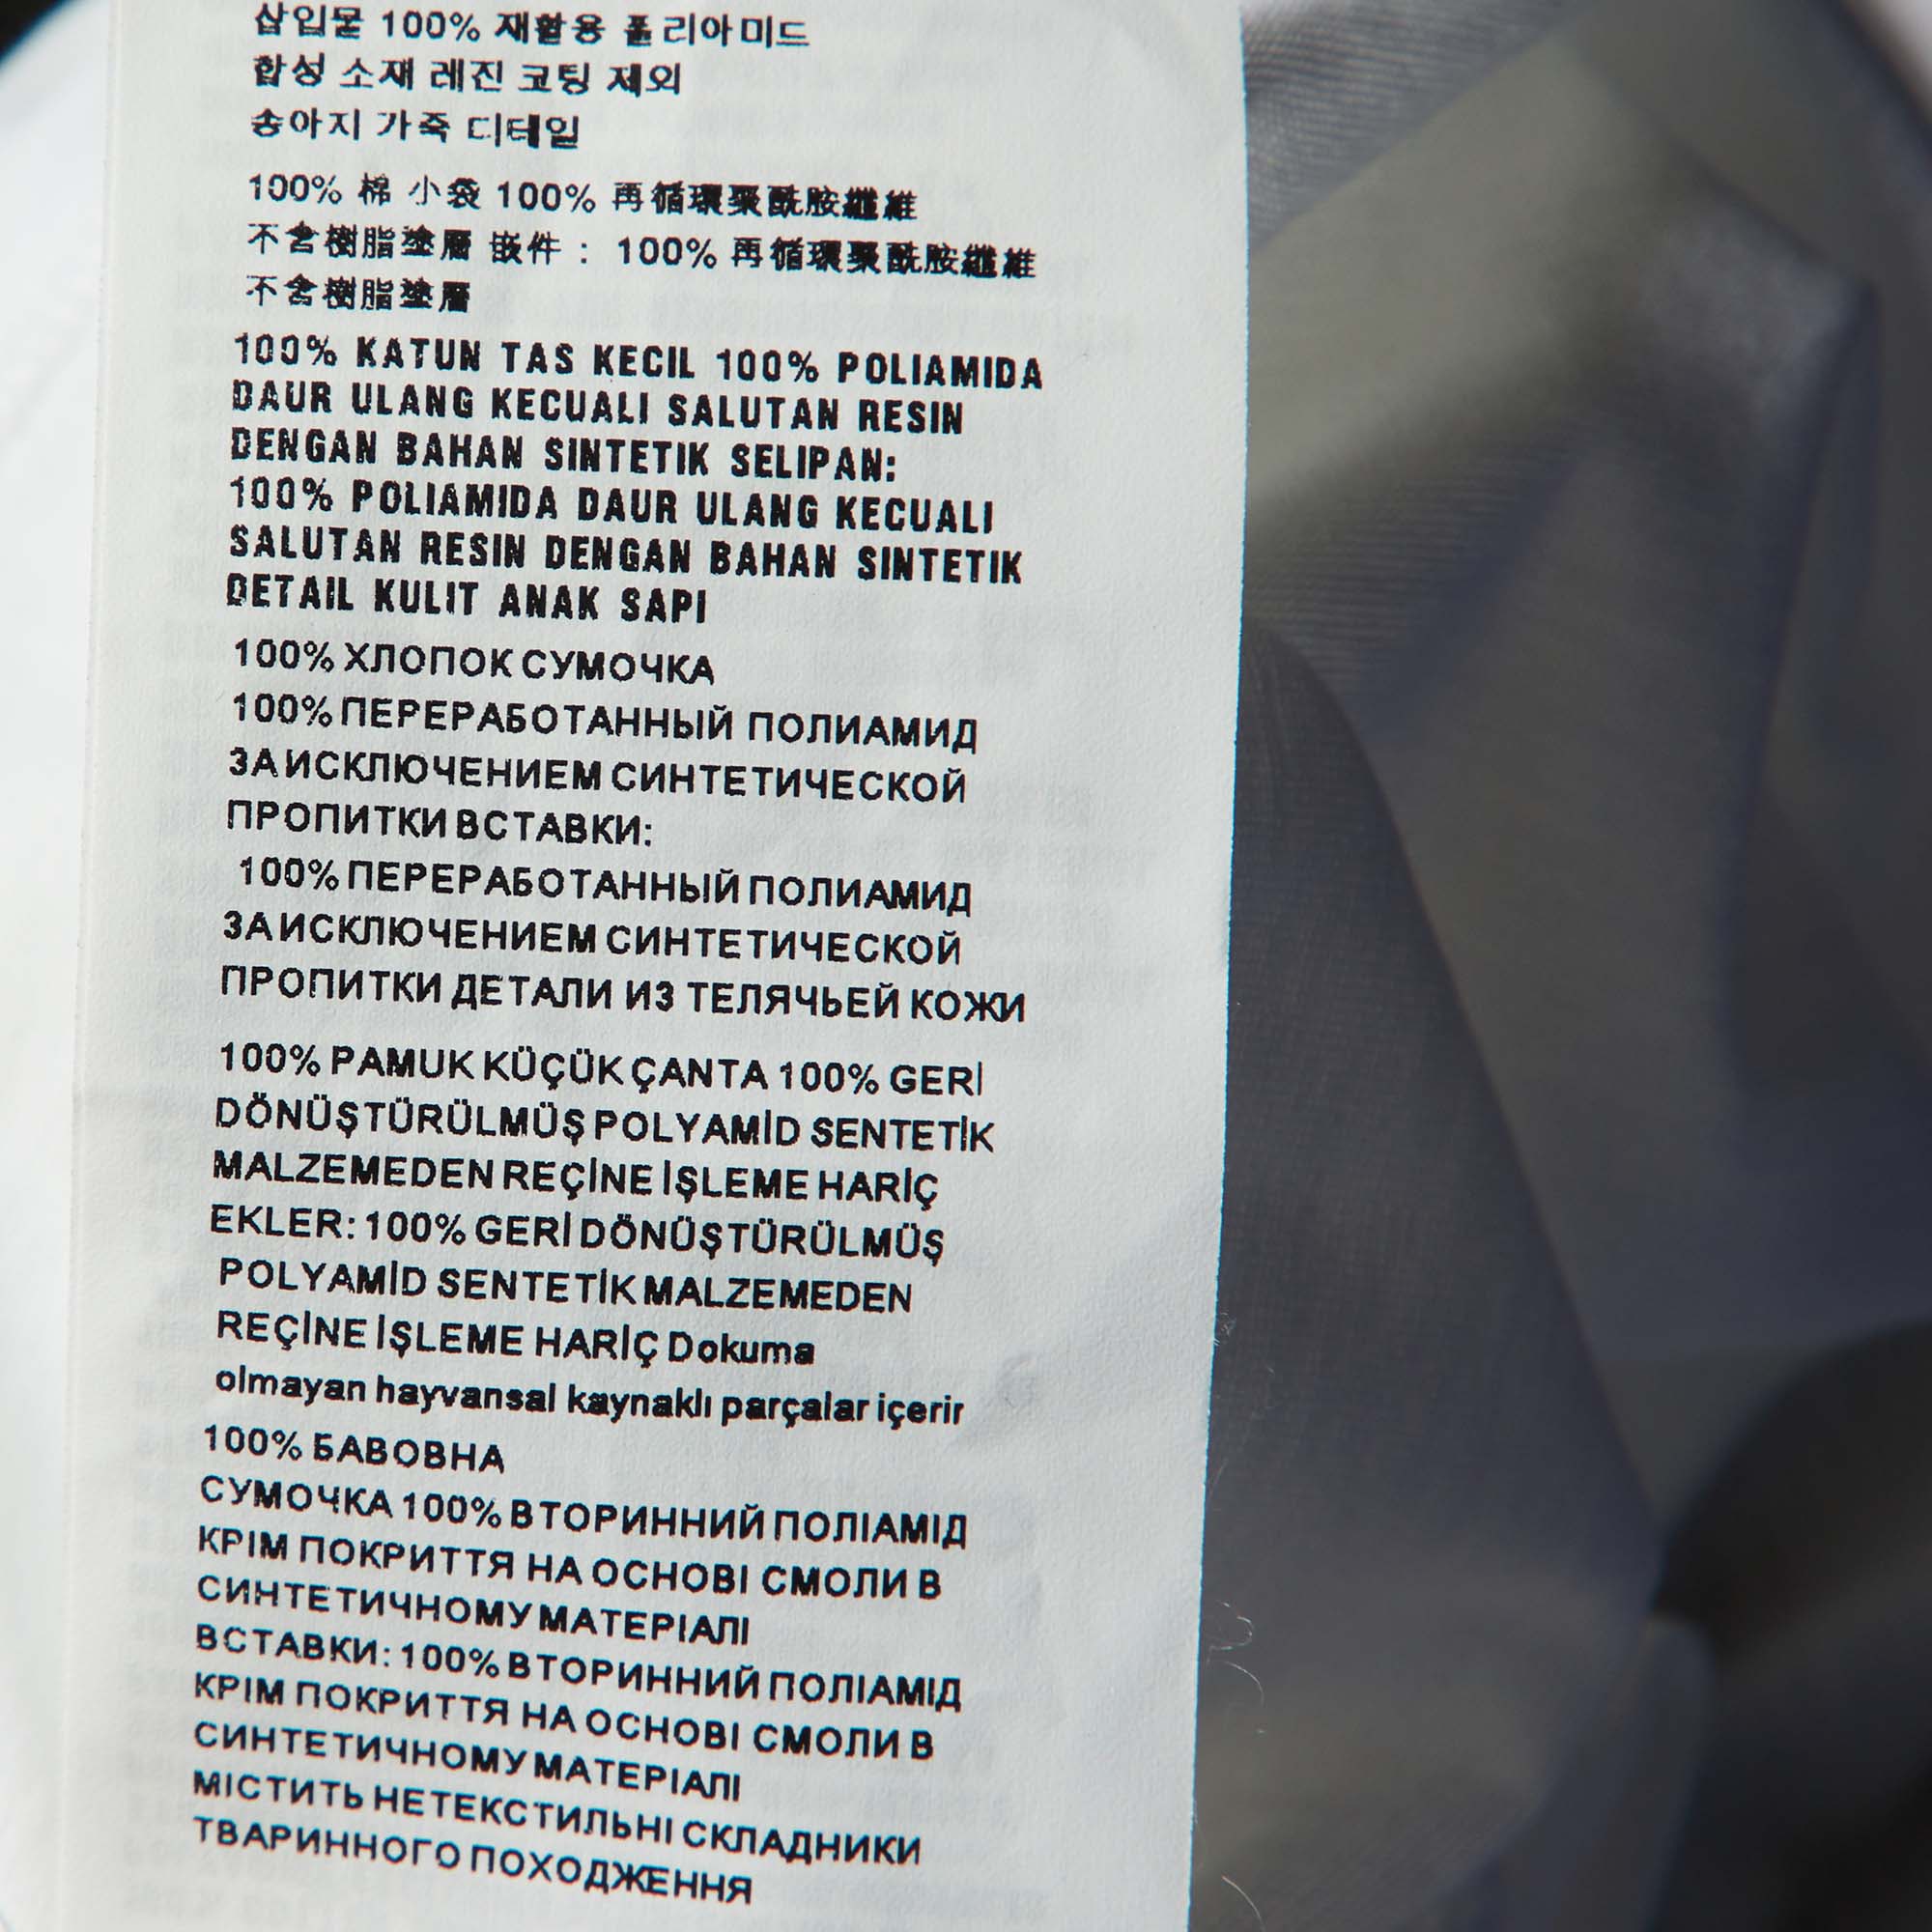 삽입물 100% 재활용 폴리아미드
합성 소재 레진 코팅 제외
송아지 가죽 디테일
100% 棉 小袋 100% 再循環聚酰胺纖維
不含樹脂塗層 嵌件： 100% 再循環聚酰胺纖維
不含樹脂塗層
100% KATUN TAS KECIL 100% POLIAMIDA
DAUR ULANG KECUALI SALUTAN RESIN
DENGAN BAHAN SINTETIK SELIPAN:
100% POLIAMIDA DAUR ULANG KECUALI
SALUTAN RESIN DENGAN BAHAN SINTETIK
DETAIL KULIT ANAK SAPI
100% ХЛОПОК СУМОЧКА
100% ПЕРЕРАБОТАННЫЙ ПОЛИАМИД
ЗА ИСКЛЮЧЕНИЕМ СИНТЕТИЧЕСКОЙ
ПРОПИТКИ ВСТАВКИ:
100% ПЕРЕРАБОТАННЫЙ ПОЛИАМИД
ЗА ИСКЛЮЧЕНИЕМ СИНТЕТИЧЕСКОЙ
ПРОПИТКИ ДЕТАЛИ ИЗ ТЕЛЯЧЬЕЙ КОЖИ
100% PAMUK KÜÇÜK ÇANTA 100% GERİ
DÖNÜŞTÜRÜLMÜŞ POLYAMİD SENTETİK
MALZEMEDEN REÇİNE İŞLEME HARİÇ
EKLER: 100% GERİ DÖNÜŞTÜRÜLMÜŞ
POLYAMİD SENTETİK MALZEMEDEN
REÇİNE İŞLEME HARİÇ Dokuma
olmayan hayvansal kaynaklı parçalar içerir
100% БАВОВНА
СУМОЧКА 100% ВТОРИННИЙ ПОЛІАМІД
КРІМ ПОКРИТТЯ НА ОСНОВІ СМОЛИ В
СИНТЕТИЧНОМУ МАТЕРІАЛІ
ВСТАВКИ: 100% ВТОРИННИЙ ПОЛІАМІД
КРІМ ПОКРИТТЯ НА ОСНОВІ СМОЛИ В
СИНТЕТИЧНОМУ МАТЕРІАЛІ
МІСТИТЬ НЕТЕКСТИЛЬНІ СКЛАДНИКИ
ТВАРИННОГО ПОХОДЖЕННЯ